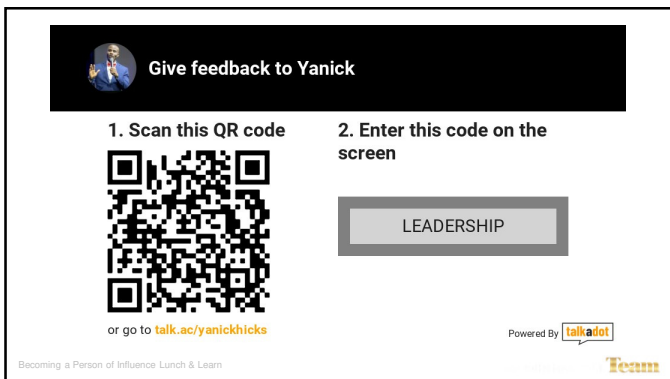 Give feedback to Yanick
1. Scan this QR code
2. Enter this code on the
screen
LEADERSHIP
or go to talk.ac/yanickhicks
Powered By talkadot
Becoming a Person of Influence Lunch & Learn
Team